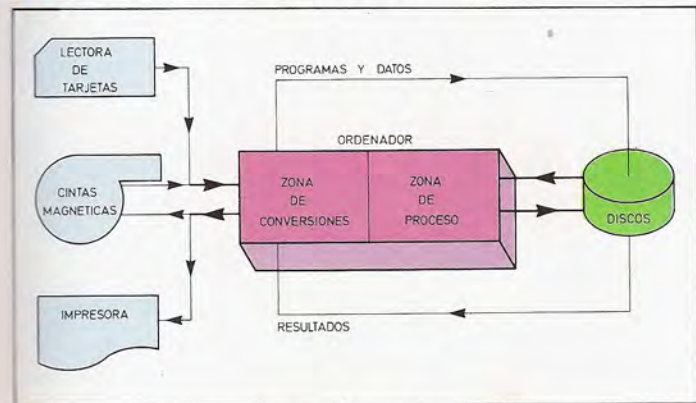 LECTORA
DE
TARJETAS
PROGRAMAS Y DATOS
ORDENADOR
CINTAS
MAGNETICAS
ZONA
DE
CONVERSIONES
ZONA
DE
PROCESO
DISCOS
IMPRESORA
RESULTADOS